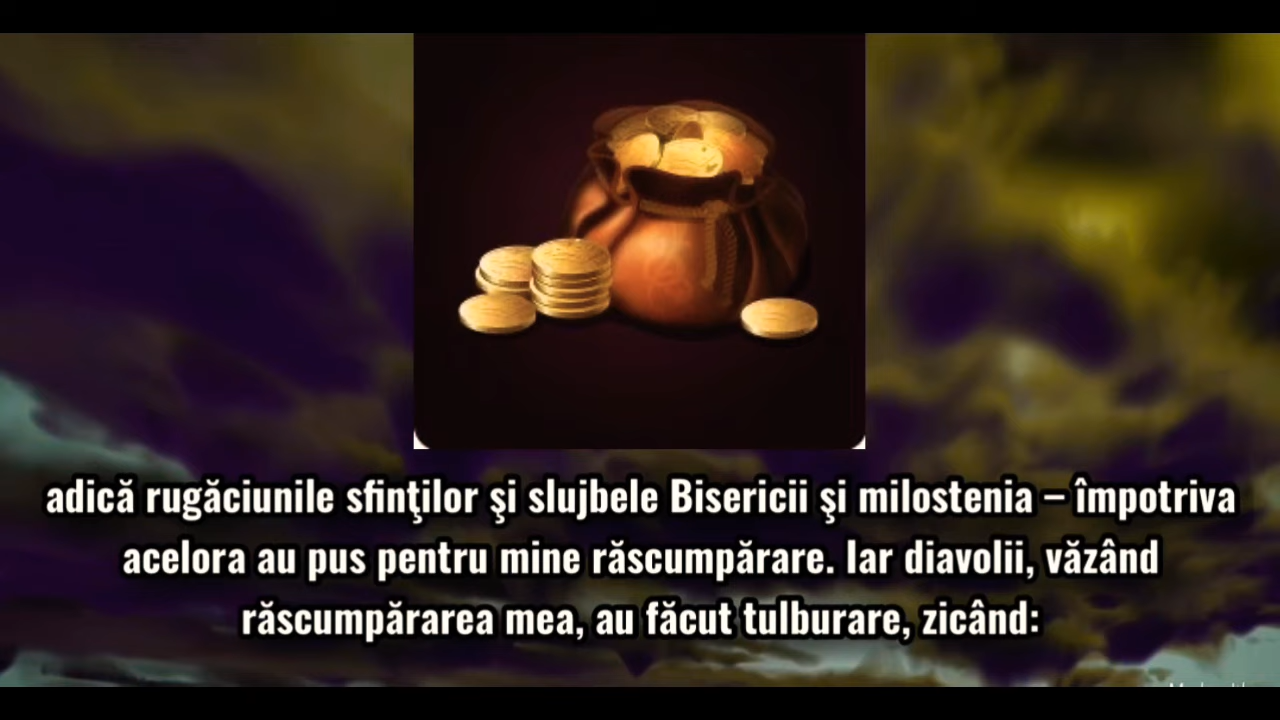 adică rugăciunile sfinţilor şi slujbele Bisericii şi milostenia – împotriva
acelora au pus pentru mine răscumpărare. Iar diavolii, văzând
răscumpărarea mea, au făcut tulburare, zicând: